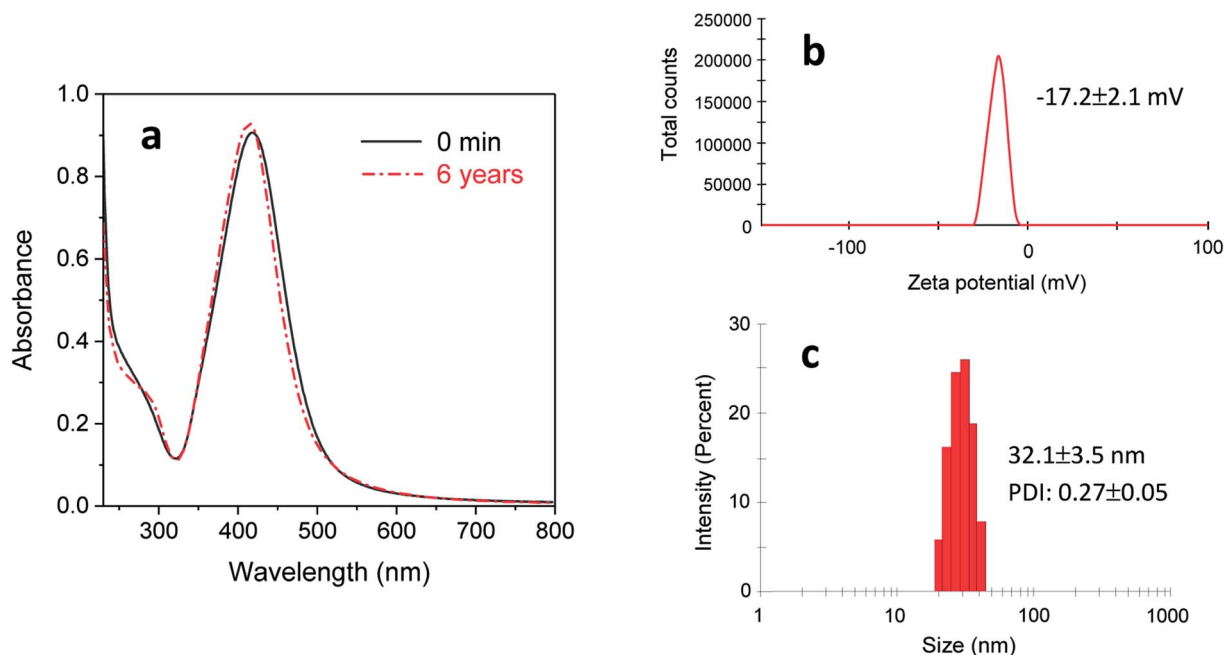 a
0 min
6 years
1.0
0.8
0.6
0.4
0.2
0.0
Absorbance
300 400 500 600 700 800
Wavelength (nm)
b
-17.2±2.1 mV
250000
200000
150000
100000
50000
0
Total counts
-100 0 100
Zeta potential (mV)
c
32.1±3.5 nm
PDI: 0.27±0.05
30
20
10
0
Intensity (Percent)
1 10 100 1000
Size (nm)